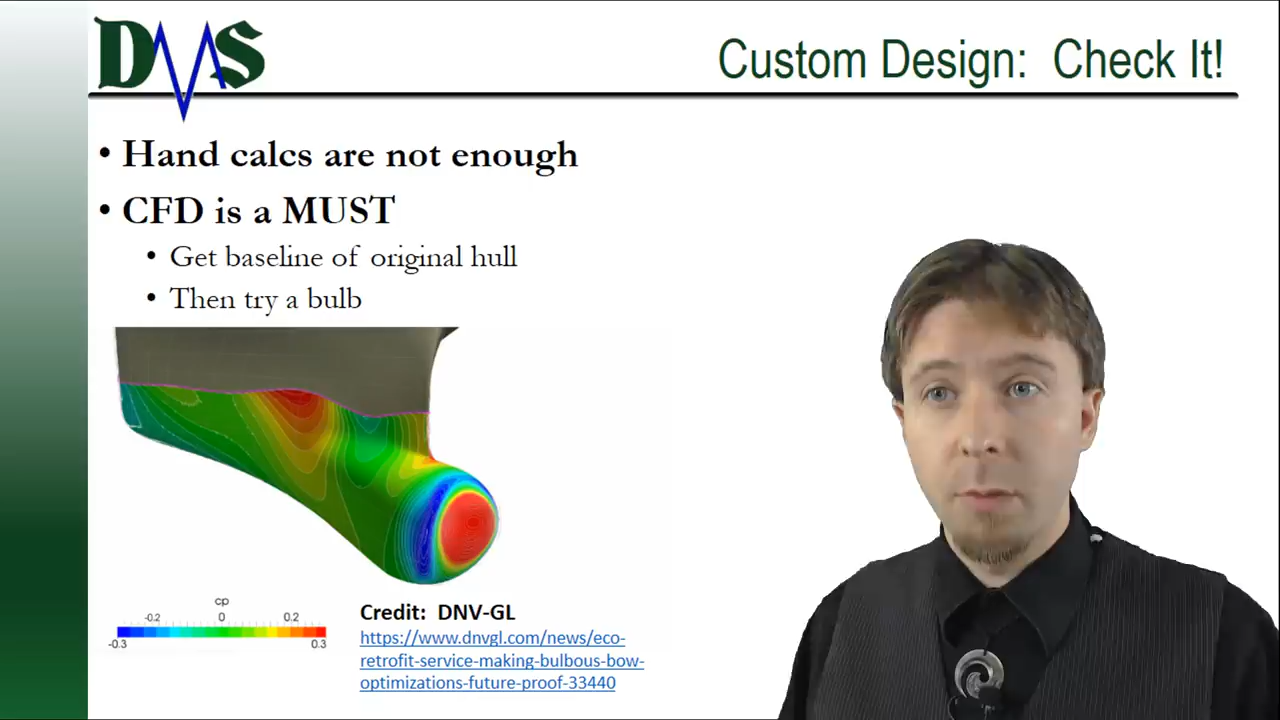 DMS
Custom Design: Check It!
• Hand calcs are not enough
• CFD is a MUST
• Get baseline of original hull
• Then try a bulb
cp
-0.2 0 0.2
-0.3 0.3
Credit: DNV-GL
https://www.dnvgl.com/news/eco-
retrofit-service-making-bulbous-bow-
optimizations-future-proof-33440